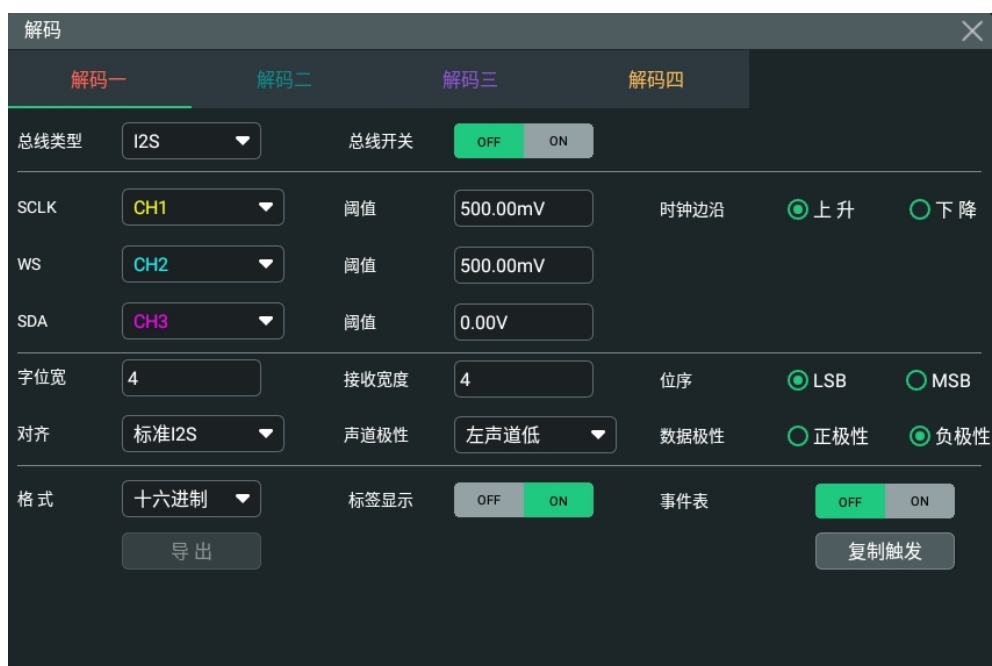 解码
解码一 解码二 解码三 解码四
总线类型 I2S 总线开关 OFF ON
SCLK CH1 阈值 500.00mV 时钟边沿 上升 下降
WS CH2 阈值 500.00mV
SDA CH3 阈值 0.00V
字位宽 4 接收宽度 4 位序 LSB MSB
对齐 标准I2S 声道极性 左声道低 数据极性 正极性 负极性
格式 十六进制 标签显示 OFF ON 事件表 OFF ON
导出 复制触发